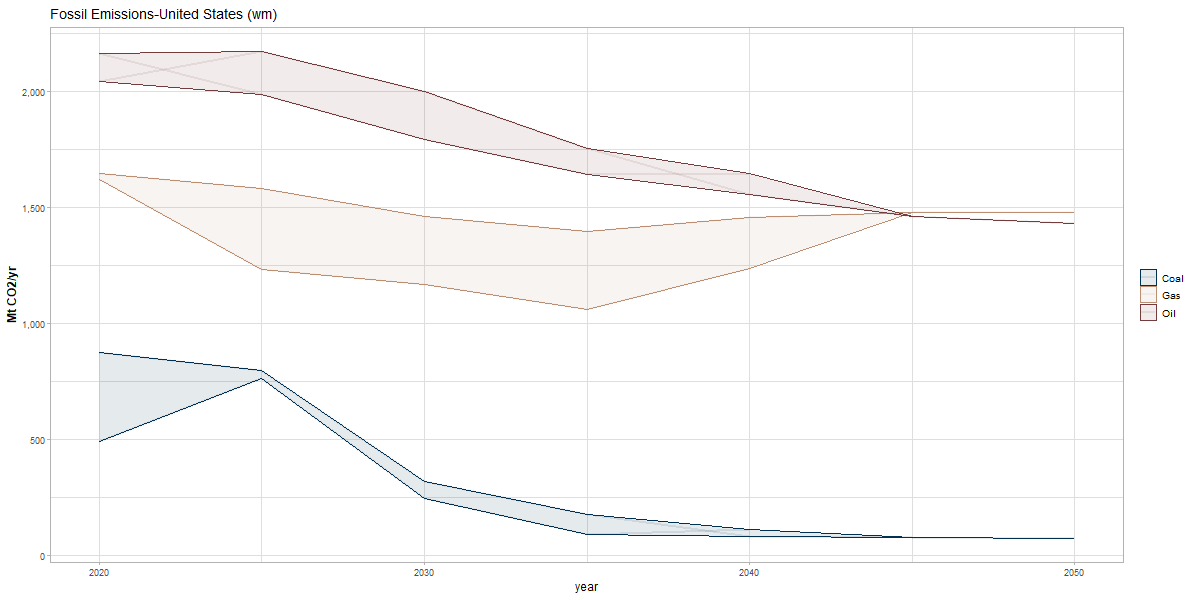 Fossil Emissions-United States (wm)
Mt CO2/yr
2,000
1,500
1,000
500
0
2020
2030
2040
2050
year
Coal
Gas
Oil